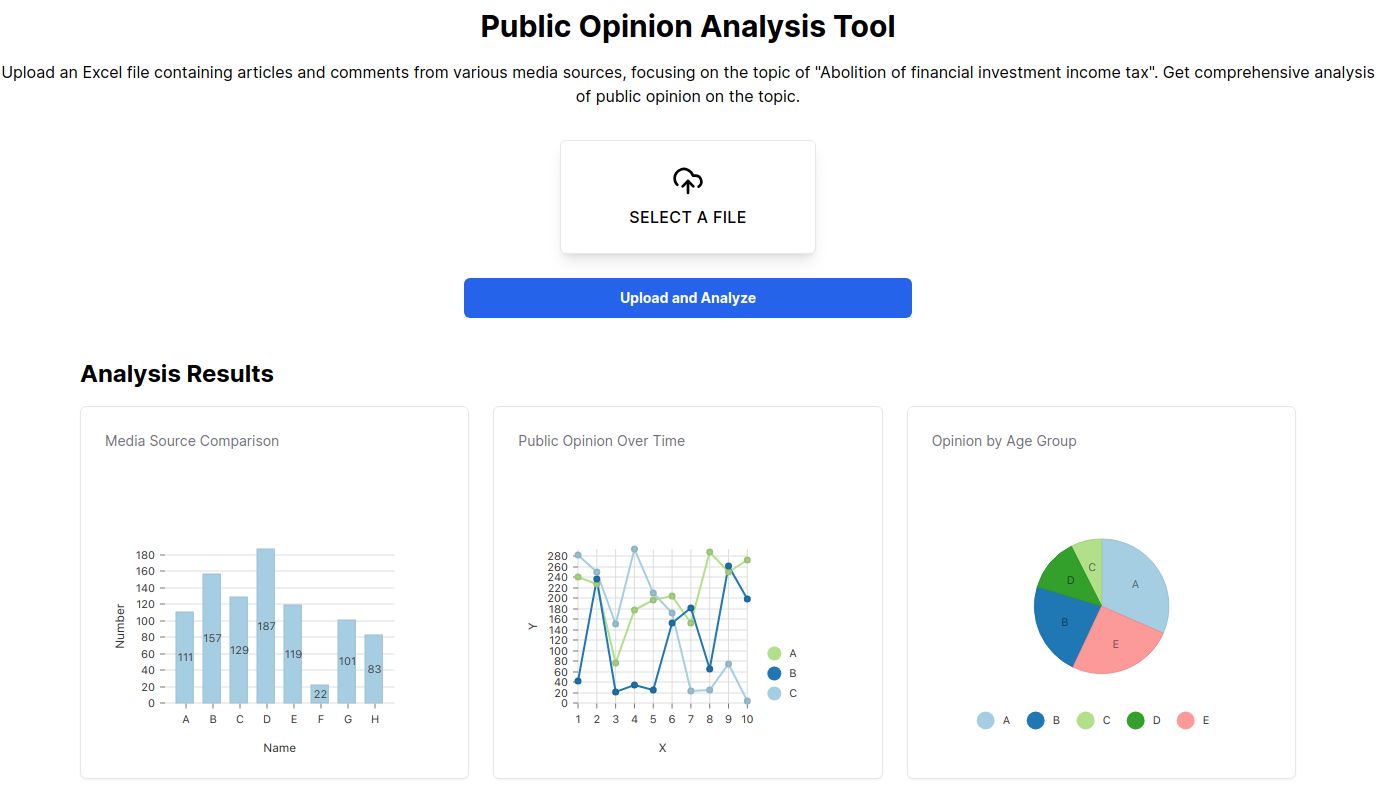 Public Opinion Analysis Tool
Upload an Excel file containing articles and comments from various media sources, focusing on the topic of "Abolition of financial investment income tax". Get comprehensive analysis
of public opinion on the topic.
SELECT A FILE
Upload and Analyze
Analysis Results
Media Source Comparison
Number
180
160
140
120
100
80
60
40
20
0
111
157
129
187
119
22
101
83
A B C D E F G H
Name
Public Opinion Over Time
Y
280
260
240
220
200
180
160
140
120
100
80
60
40
20
0
1 2 3 4 5 6 7 8 9 10
X
A
B
C
Opinion by Age Group
C
A
D
B
E
A B C D E